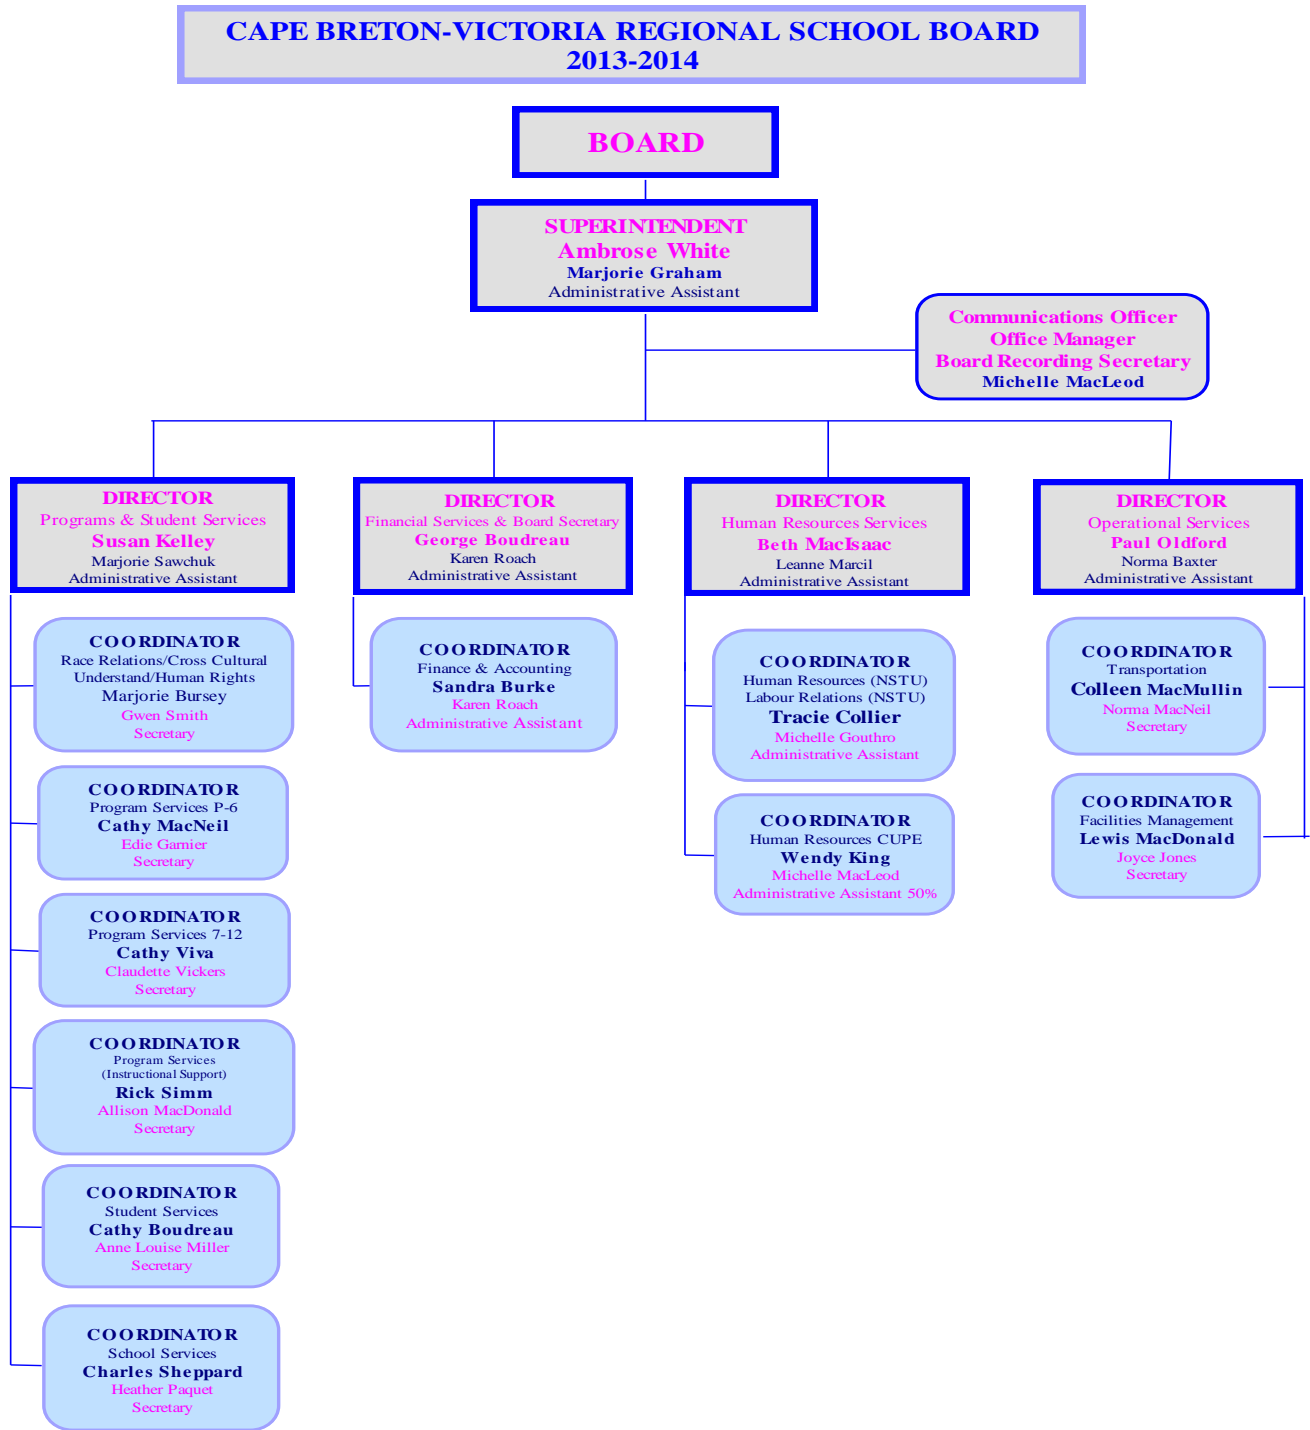 CAPE BRETON-VICTORIA REGIONAL SCHOOL BOARD
2013-2014
BOARD
SUPERINTENDENT
Ambrose White
Marjorie Graham
Administrative Assistant
Communications Officer
Office Manager
Board Recording Secretary
Michelle MacLeod
DIRECTOR
Programs & Student Services
Susan Kelley
Marjorie Sawchuk
Administrative Assistant
DIRECTOR
Financial Services & Board Secretary
George Boudreau
Karen Roach
Administrative Assistant
DIRECTOR
Human Resources Services
Beth MacIsaac
Leanne Marcil
Administrative Assistant
DIRECTOR
Operational Services
Paul Oldford
Norma Baxter
Administrative Assistant
COORDINATOR
Race Relations/Cross Cultural
Understand/Human Rights
Marjorie Bursey
Gwen Smith
Secretary
COORDINATOR
Program Services P-6
Cathy MacNeil
Edie Garnier
Secretary
COORDINATOR
Program Services 7-12
Cathy Viva
Claudette Vickers
Secretary
COORDINATOR
Program Services
(Instructional Support)
Rick Simm
Allison MacDonald
Secretary
COORDINATOR
Student Services
Cathy Boudreau
Anne Louise Miller
Secretary
COORDINATOR
School Services
Charles Sheppard
Heather Paquet
Secretary
COORDINATOR
Finance & Accounting
Sandra Burke
Karen Roach
Administrative Assistant
COORDINATOR
Human Resources (NSTU)
Labour Relations (NSTU)
Tracie Collier
Michelle Gouthro
Administrative Assistant
COORDINATOR
Human Resources CUPE
Wendy King
Michelle MacLeod
Administrative Assistant 50%
COORDINATOR
Transportation
Colleen MacMullin
Norma MacNeil
Secretary
COORDINATOR
Facilities Management
Lewis MacDonald
Joyce Jones
Secretary